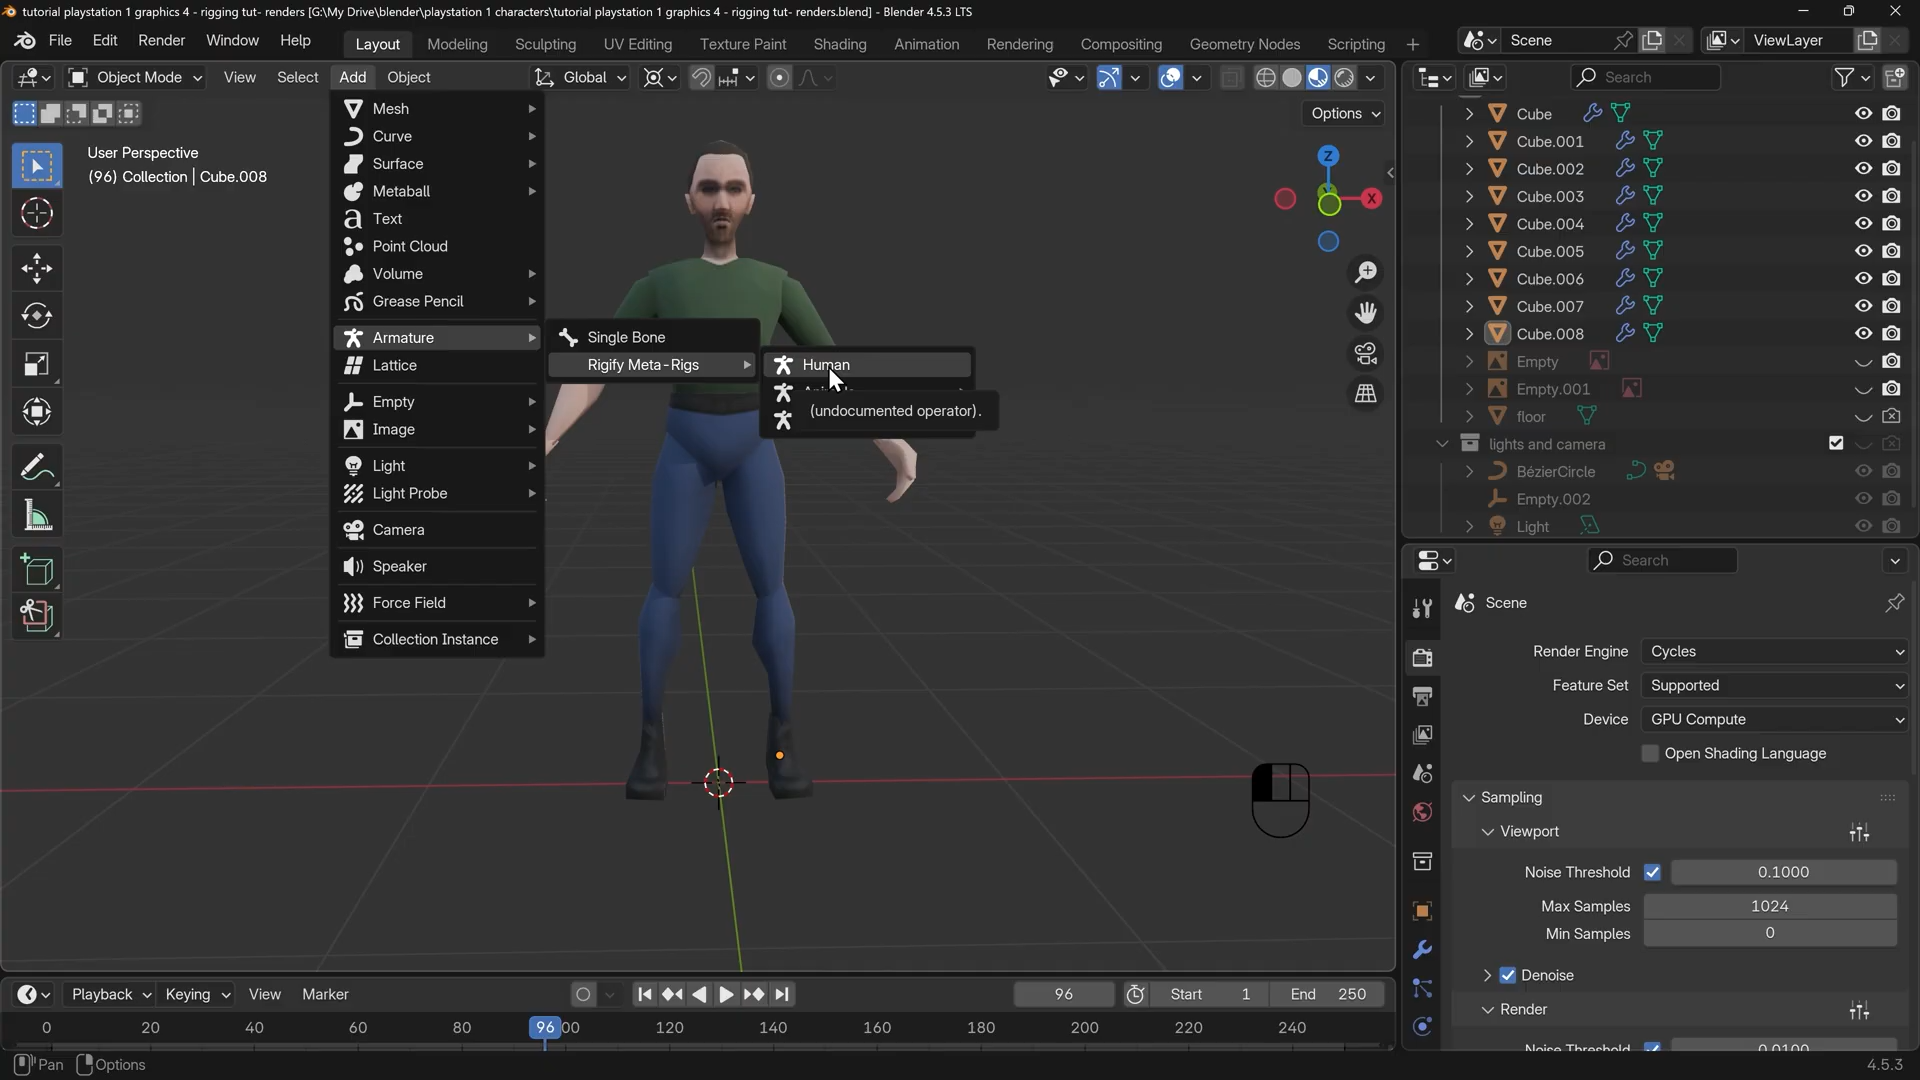 tutorial playstation 1 graphics 4 - rigging tut- renders [G:\My Drive\blender\playstation 1 characters\tutorial playstation 1 graphics 4 - rigging tut- renders.blend] - Blender 4.5.3 LTS
File Edit Render Window Help Layout Modeling Sculpting UV Editing Texture Paint Shading Animation Rendering Compositing Geometry Nodes Scripting + Scene ViewLayer
Object Mode View Select Add Object Global Search
Options
User Perspective
(96) Collection | Cube.008
Mesh
Curve
Surface
Metaball
Text
Point Cloud
Volume
Grease Pencil
Armature
Lattice
Empty
Image
Light
Light Probe
Camera
Speaker
Force Field
Collection Instance
Single Bone
Rigify Meta-Rigs
Human
(undocumented operator).
Z
X
Cube
Cube.001
Cube.002
Cube.003
Cube.004
Cube.005
Cube.006
Cube.007
Cube.008
Empty
Empty.001
floor
lights and camera
BézierCircle
Empty.002
Light
Search
Scene
Render Engine Cycles
Feature Set Supported
Device GPU Compute
Open Shading Language
Sampling
Viewport
Noise Threshold 0.1000
Max Samples 1024
Min Samples 0
Denoise
Render
Noise Threshold 0.0100
Playback Keying View Marker 96 Start 1 End 250
0 20 40 60 80 96 00 120 140 160 180 200 220 240
Pan Options 4.5.3